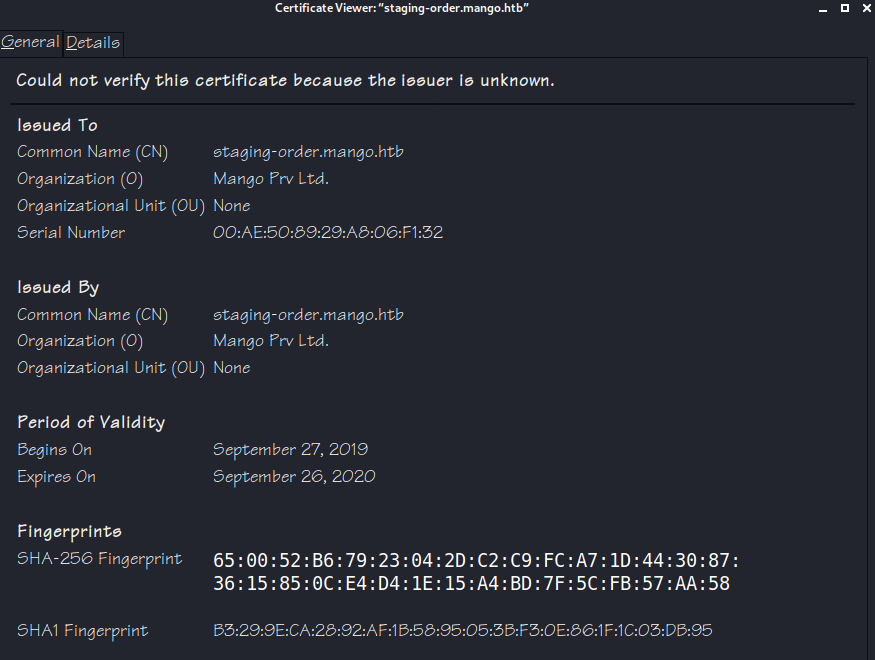 Certificate Viewer: “staging-order.mango.htb”
General Details
Could not verify this certificate because the issuer is unknown.
Issued To
Common Name (CN) staging-order.mango.htb
Organization (O) Mango Prv Ltd.
Organizational Unit (OU) None
Serial Number 00:AE:50:89:29:A8:06:F1:32
Issued By
Common Name (CN) staging-order.mango.htb
Organization (O) Mango Prv Ltd.
Organizational Unit (OU) None
Period of Validity
Begins On September 27, 2019
Expires On September 26, 2020
Fingerprints
SHA-256 Fingerprint 65:00:52:B6:79:23:04:2D:C2:C9:FC:A7:1D:44:30:87:
36:15:85:0C:E4:D4:1E:15:A4:BD:7F:5C:FB:57:AA:58
SHA1 Fingerprint B3:29:9E:CA:28:92:AF:1B:58:95:05:3B:F3:0E:86:1F:1C:03:DB:95